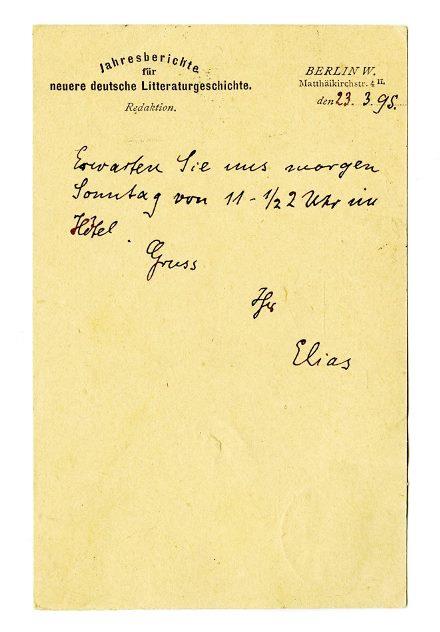 Jahresberichte
für
neuere deutsche Litteraturgeschichte.
Redaktion.
BERLIN W.
Matthäikirchstr. 4 II.
den 23. 3. 95.
Erwarten Sie uns morgen
Sonntag von 11 - 1/2 2 Uhr im
Hôtel.
Gruss
Ihr
Elias